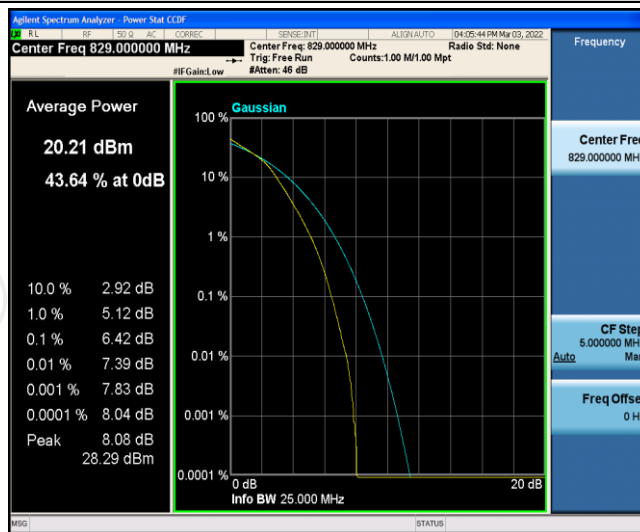 Agilent Spectrum Analyzer - Power Stat CCDF
RL RF 50 Ω AC CORREC SENSE:INT ALIGN AUTO 04:05:44 PM Mar 03, 2022
Center Freq 829.000000 MHz
Center Freq: 829.000000 MHz Radio Std: None
Trig: Free Run Counts:1.00 M/1.00 Mpt
#IFGain:Low #Atten: 46 dB
Frequency
Average Power
20.21 dBm
43.64 % at 0dB
10.0 % 2.92 dB
1.0 % 5.12 dB
0.1 % 6.42 dB
0.01 % 7.39 dB
0.001 % 7.83 dB
0.0001 % 8.04 dB
Peak 8.08 dB
28.29 dBm
Gaussian
100 %
10 %
1 %
0.1 %
0.01 %
0.001 %
0.0001 %
0 dB 20 dB
Info BW 25.000 MHz
Center Fre
829.000000 MH
CF Step
5.000000 MH
Auto Ma
Freq Offse
0 H
MSG STATUS